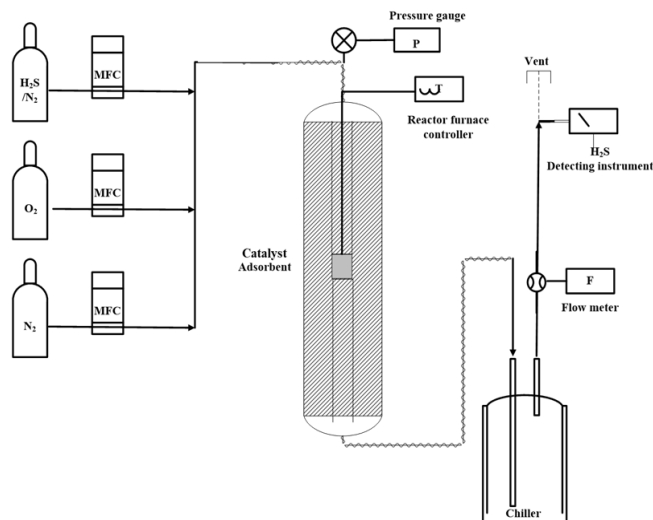 Pressure gauge
P
H₂S
/N₂
MFC
Vent
T
Reactor furnace
controller
H₂S
Detecting instrument
O₂
MFC
Catalyst
Adsorbent
F
Flow meter
N₂
MFC
Chiller